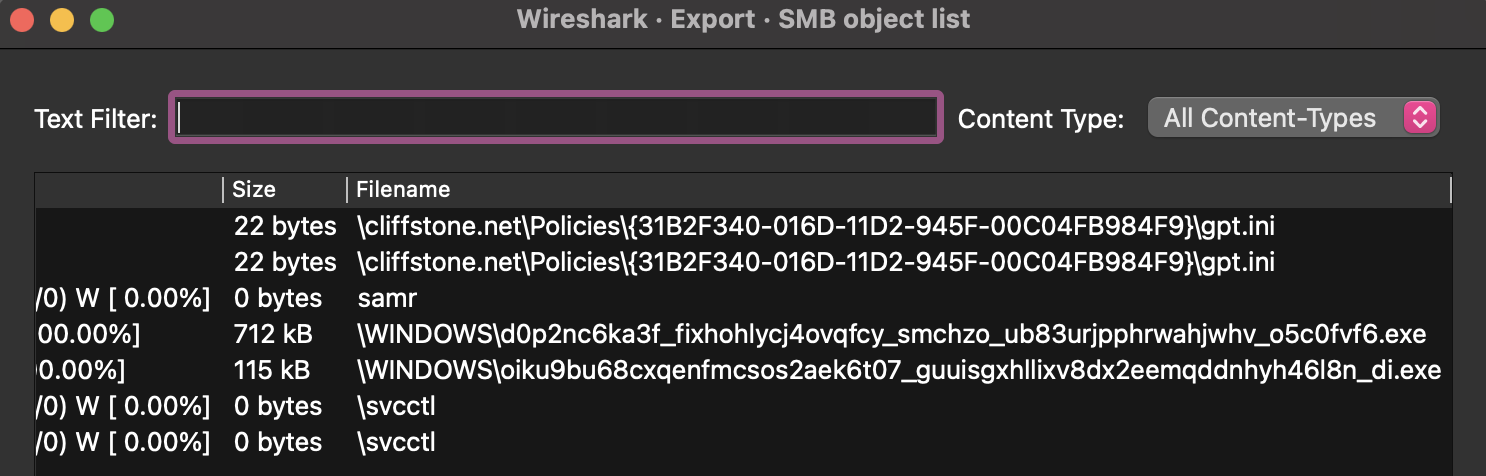 Wireshark · Export · SMB object list
Text Filter: Content Type: All Content-Types
Size Filename
22 bytes \cliffstone.net\Policies\{31B2F340-016D-11D2-945F-00C04FB984F9}\gpt.ini
22 bytes \cliffstone.net\Policies\{31B2F340-016D-11D2-945F-00C04FB984F9}\gpt.ini
/0) W [ 0.00%] 0 bytes samr
00.00%] 712 kB \WINDOWS\d0p2nc6ka3f_fixhohlycj4ovqfcy_smchzo_ub83urjpphrwahjwhv_o5c0fvf6.exe
0.00%] 115 kB \WINDOWS\oiku9bu68cxqenfmcsos2aek6t07_guuisgxhllixv8dx2eemqddnhyh46l8n_di.exe
/0) W [ 0.00%] 0 bytes \svcctl
/0) W [ 0.00%] 0 bytes \svcctl